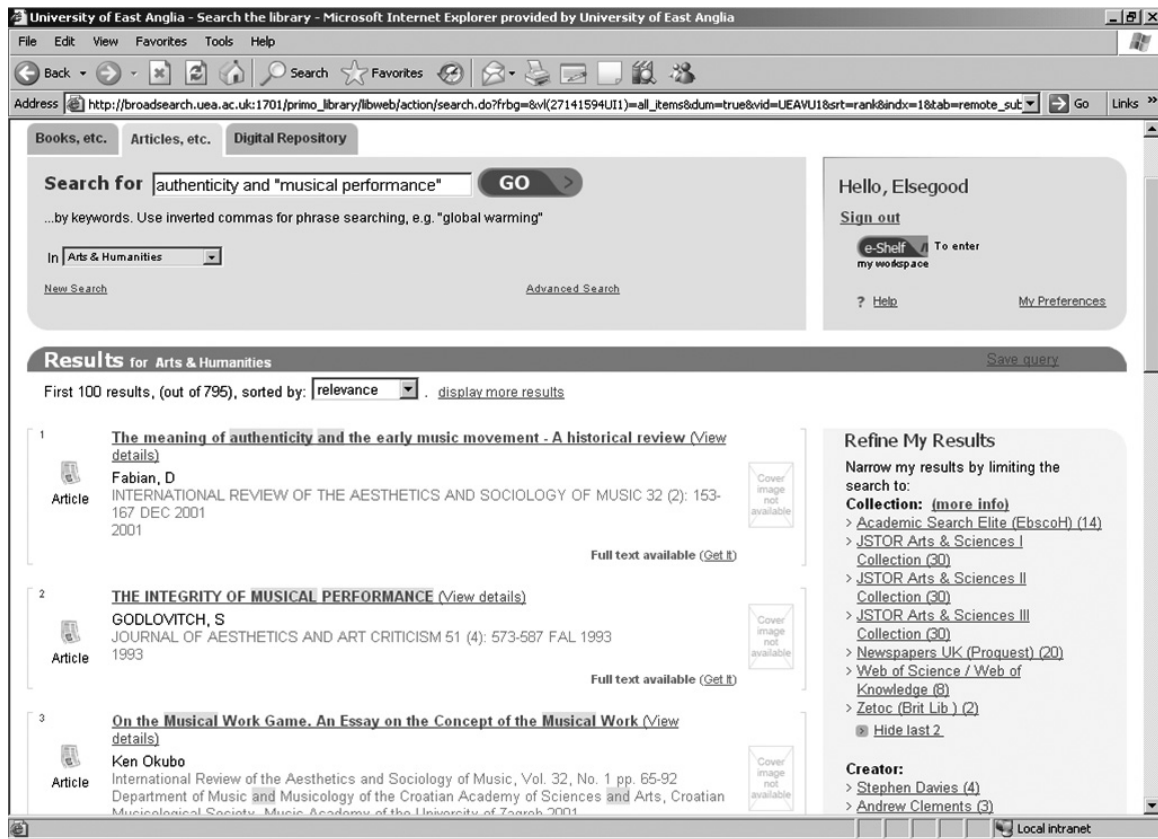 University of East Anglia - Search the library - Microsoft Internet Explorer provided by University of East Anglia
File Edit View Favorites Tools Help
Back Search Favorites
Address http://broadsearch.uea.ac.uk:1701/primo_library/libweb/action/search.do?frbg=&vl(27141594UI1)=all_items&dum=true&vid=UEAVU1&srt=rank&indx=1&tab=remote_sub Go Links »
Books, etc. Articles, etc. Digital Repository
Search for authenticity and "musical performance" GO >
...by keywords. Use inverted commas for phrase searching, e.g. "global warming"
In Arts & Humanities
New Search Advanced Search
Hello, Elsegood
Sign out
e-Shelf To enter
my workspace
? Help My Preferences
Results for Arts & Humanities Save query
First 100 results, (out of 795), sorted by: relevance . display more results
1 The meaning of authenticity and the early music movement - A historical review (View
details)
Article
Fabian, D
INTERNATIONAL REVIEW OF THE AESTHETICS AND SOCIOLOGY OF MUSIC 32 (2): 153-
167 DEC 2001
2001
Cover
image
not
available
Full text available (Get It)
2 THE INTEGRITY OF MUSICAL PERFORMANCE (View details)
Article
GODLOVITCH, S
JOURNAL OF AESTHETICS AND ART CRITICISM 51 (4): 573-587 FAL 1993
1993
Cover
image
not
available
Full text available (Get It)
3 On the Musical Work Game. An Essay on the Concept of the Musical Work (View
details)
Article
Ken Okubo
International Review of the Aesthetics and Sociology of Music, Vol. 32, No. 1 pp. 65-92
Department of Music and Musicology of the Croatian Academy of Sciences and Arts, Croatian
Musicological Society, Music Academy of the University of Zagreb 2001
Cover
image
not
available
Refine My Results
Narrow my results by limiting the
search to:
Collection: (more info)
> Academic Search Elite (EbscoH) (14)
> JSTOR Arts & Sciences I
Collection (30)
> JSTOR Arts & Sciences II
Collection (30)
> JSTOR Arts & Sciences III
Collection (30)
> Newspapers UK (Proquest) (20)
> Web of Science / Web of
Knowledge (8)
> Zetoc (Brit Lib ) (2)
Hide last 2
Creator:
> Stephen Davies (4)
> Andrew Clements (3)
Local intranet